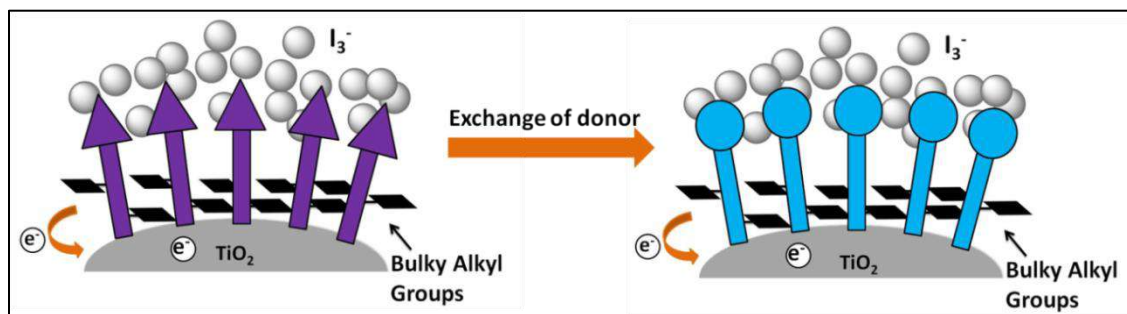 I₃⁻
e⁻
e⁻
TiO₂
Bulky Alkyl
Groups
Exchange of donor
I₃⁻
e⁻
e⁻
TiO₂
Bulky Alkyl
Groups